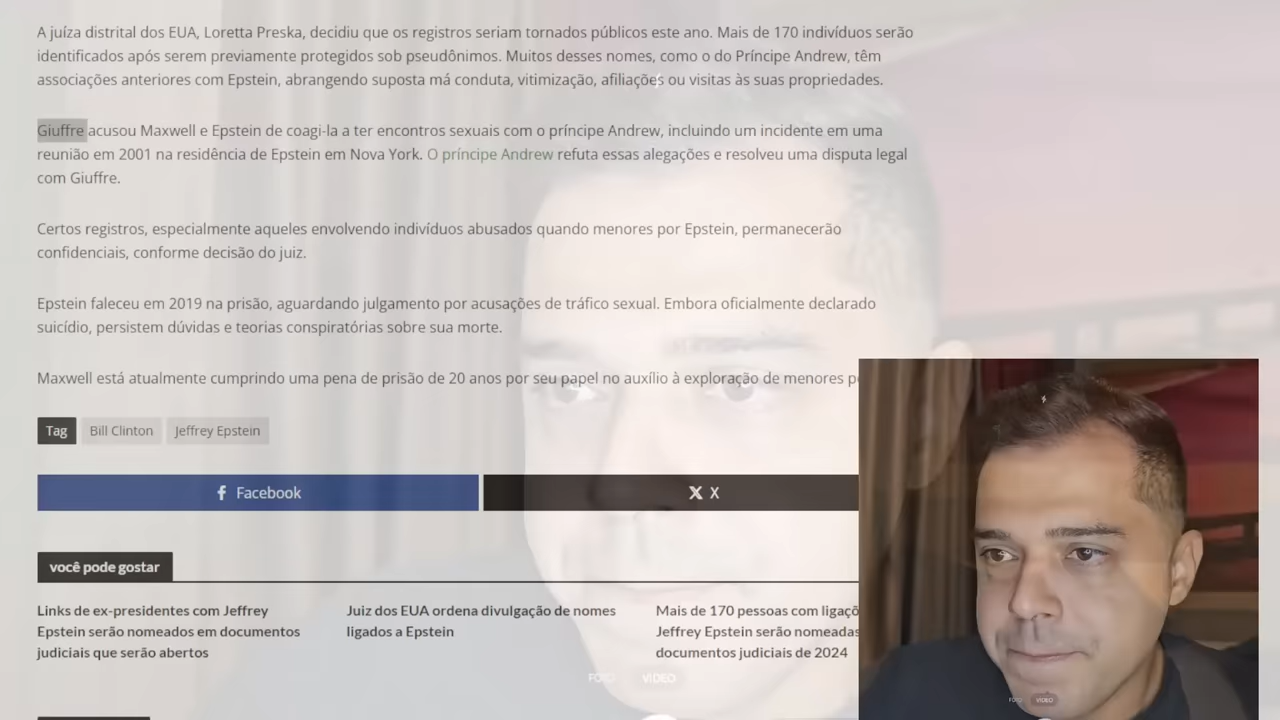 A juíza distrital dos EUA, Loretta Preska, decidiu que os registros seriam tornados públicos este ano. Mais de 170 indivíduos serão
identificados após serem previamente protegidos sob pseudônimos. Muitos desses nomes, como o do Príncipe Andrew, têm
associações anteriores com Epstein, abrangendo suposta má conduta, vitimização, afiliações ou visitas às suas propriedades.
Giuffre acusou Maxwell e Epstein de coagi-la a ter encontros sexuais com o príncipe Andrew, incluindo um incidente em uma
reunião em 2001 na residência de Epstein em Nova York. O príncipe Andrew refuta essas alegações e resolveu uma disputa legal
com Giuffre.
Certos registros, especialmente aqueles envolvendo indivíduos abusados quando menores por Epstein, permanecerão
confidenciais, conforme decisão do juiz.
Epstein faleceu em 2019 na prisão, aguardando julgamento por acusações de tráfico sexual. Embora oficialmente declarado
suicídio, persistem dúvidas e teorias conspiratórias sobre sua morte.
Maxwell está atualmente cumprindo uma pena de prisão de 20 anos por seu papel no auxílio à exploração de menores
Tag Bill Clinton Jeffrey Epstein
Facebook
X
você pode gostar
Links de ex-presidentes com Jeffrey
Epstein serão nomeados em documentos
judiciais que serão abertos
Juiz dos EUA ordena divulgação de nomes
ligados a Epstein
Mais de 170 pessoas com
Jeffrey Epstein serão nomeadas
documentos judiciais de 2024
FOTO VIDEO
FOTO VIDEO